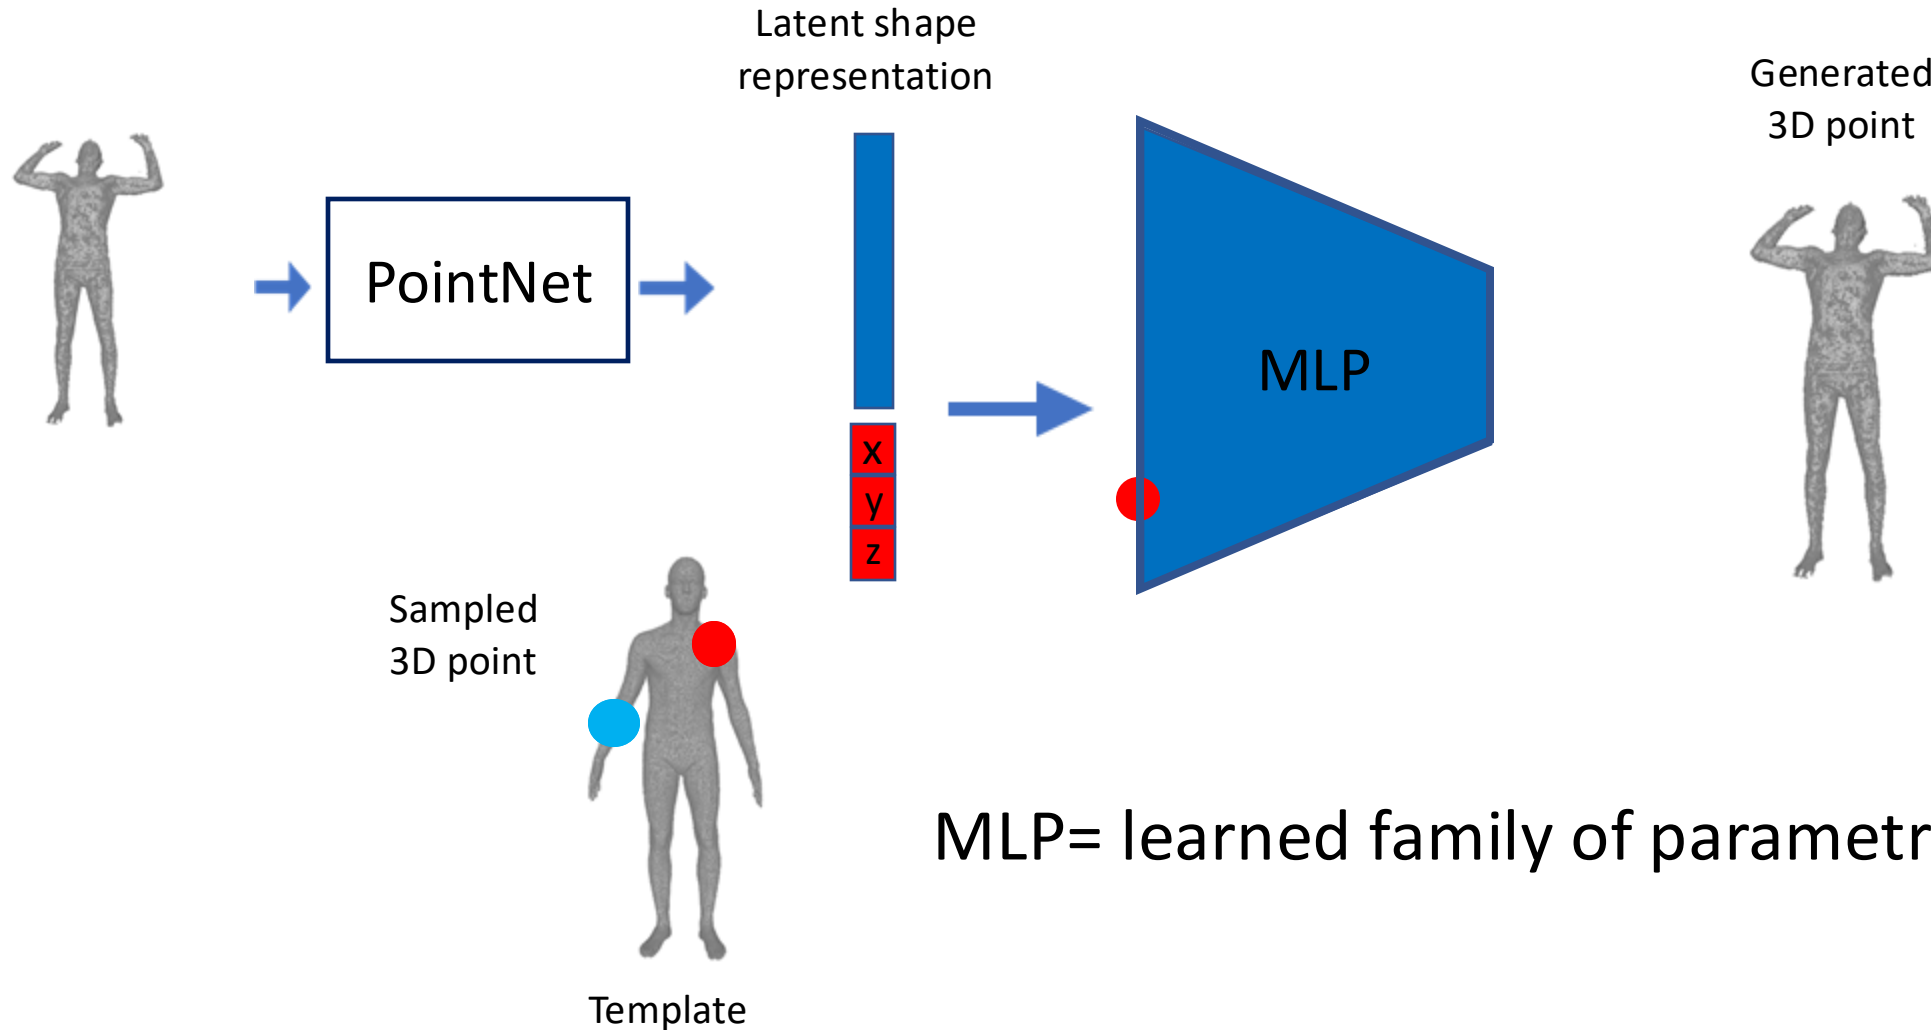 Latent shape
representation
Generated
3D point
PointNet
MLP
x
y
z
Sampled
3D point
MLP= learned family of parametr
Template